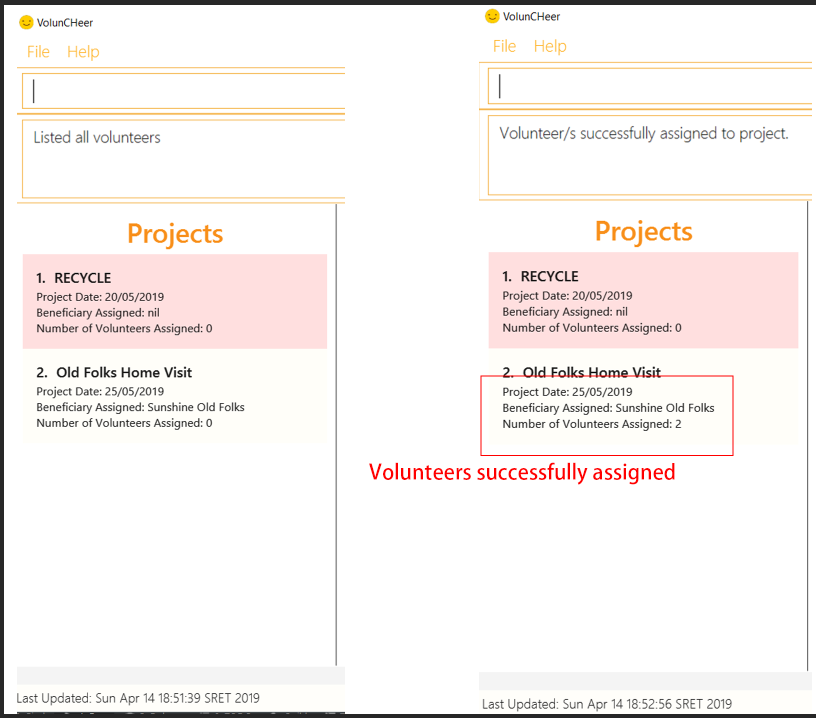 VolunCHeer
File Help
Listed all volunteers
Projects
1. RECYCLE
Project Date: 20/05/2019
Beneficiary Assigned: nil
Number of Volunteers Assigned: 0
2. Old Folks Home Visit
Project Date: 25/05/2019
Beneficiary Assigned: Sunshine Old Folks
Number of Volunteers Assigned: 0
Last Updated: Sun Apr 14 18:51:39 SRET 2019
VolunCHeer
File Help
Volunteer/s successfully assigned to project.
Projects
1. RECYCLE
Project Date: 20/05/2019
Beneficiary Assigned: nil
Number of Volunteers Assigned: 0
2. Old Folks Home Visit
Project Date: 25/05/2019
Beneficiary Assigned: Sunshine Old Folks
Number of Volunteers Assigned: 2
Volunteers successfully assigned
Last Updated: Sun Apr 14 18:52:56 SRET 2019